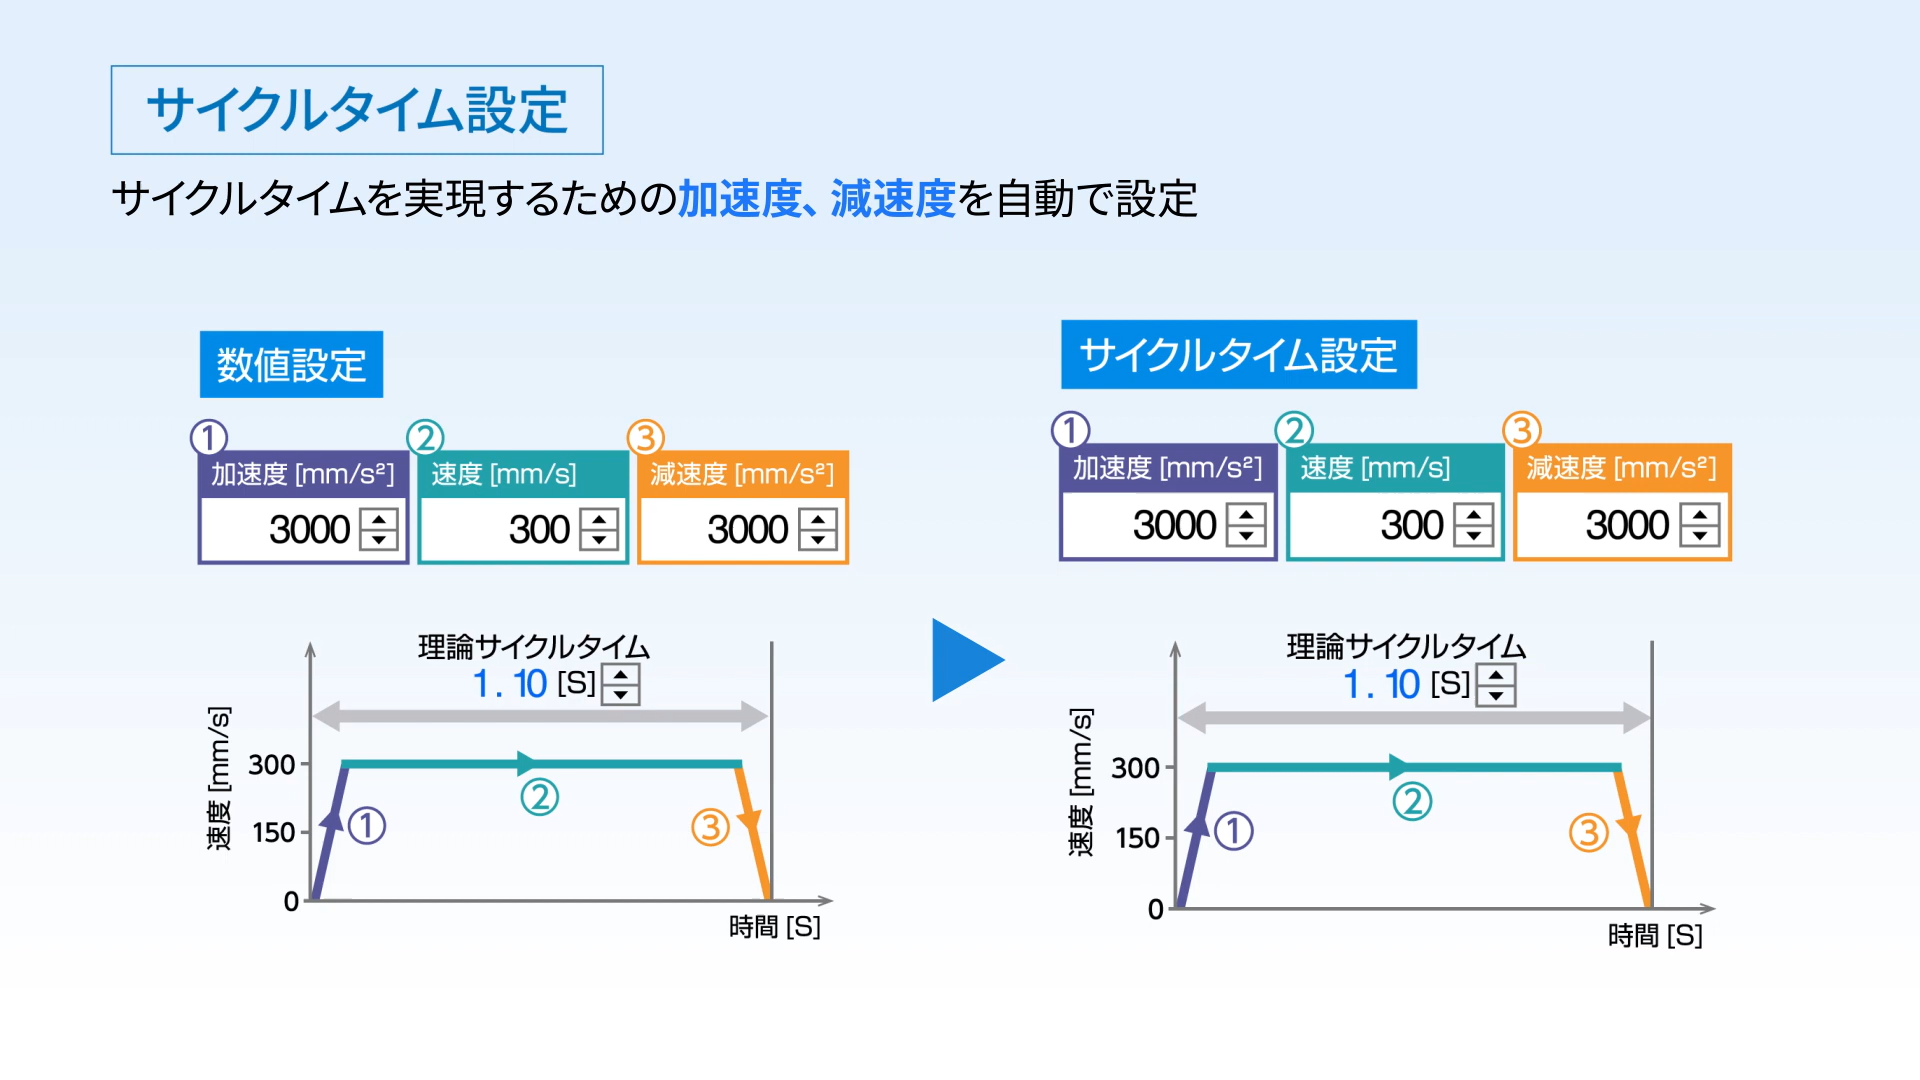 サイクルタイム設定
サイクルタイムを実現するための加速度、減速度を自動で設定
数値設定
① ② ③
加速度 [mm/s²] 速度 [mm/s] 減速度 [mm/s²]
3000 300 3000
理論サイクルタイム
1.10 [S]
速度 [mm/s]
300
②
150 ① ③
0
時間 [S]
サイクルタイム設定
① ② ③
加速度 [mm/s²] 速度 [mm/s] 減速度 [mm/s²]
3000 300 3000
理論サイクルタイム
1.10 [S]
速度 [mm/s]
300
②
150 ① ③
0
時間 [S]